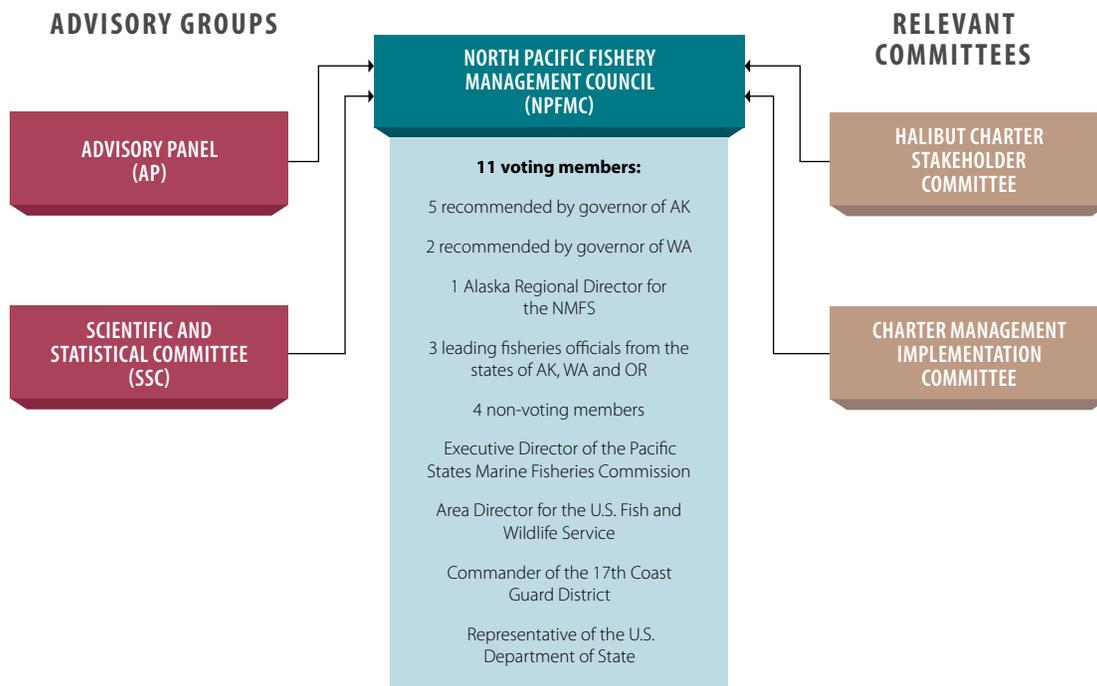 ADVISORY GROUPS
ADVISORY PANEL
(AP)
SCIENTIFIC AND
STATISTICAL COMMITTEE
(SSC)
NORTH PACIFIC FISHERY
MANAGEMENT COUNCIL
(NPFMC)
11 voting members:
5 recommended by governor of AK
2 recommended by governor of WA
1 Alaska Regional Director for
the NMFS
3 leading fisheries officials from the
states of AK, WA and OR
4 non-voting members
Executive Director of the Pacific
States Marine Fisheries Commission
Area Director for the U.S. Fish and
Wildlife Service
Commander of the 17th Coast
Guard District
Representative of the U.S.
Department of State
RELEVANT
COMMITTEES
HALIBUT CHARTER
STAKEHOLDER
COMMITTEE
CHARTER MANAGEMENT
IMPLEMENTATION
COMMITTEE